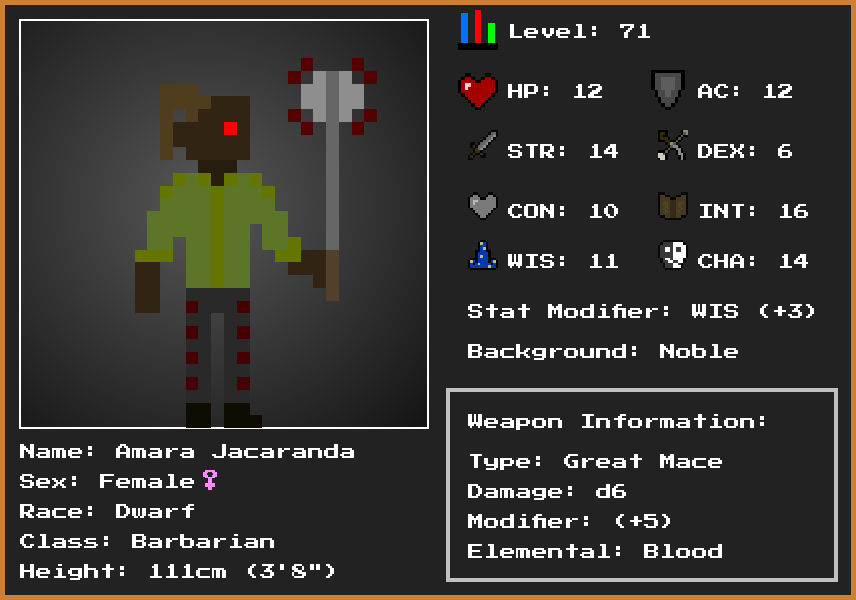 Level: 71
HP: 12
AC: 12
STR: 14
DEX: 6
CON: 10
INT: 16
WIS: 11
CHA: 14
Stat Modifier: WIS (+3)
Background: Noble
Weapon Information:
Type: Great Mace
Damage: d6
Modifier: (+5)
Elemental: Blood
Name: Amara Jacaranda
Sex: Female♀
Race: Dwarf
Class: Barbarian
Height: 111cm (3'8")